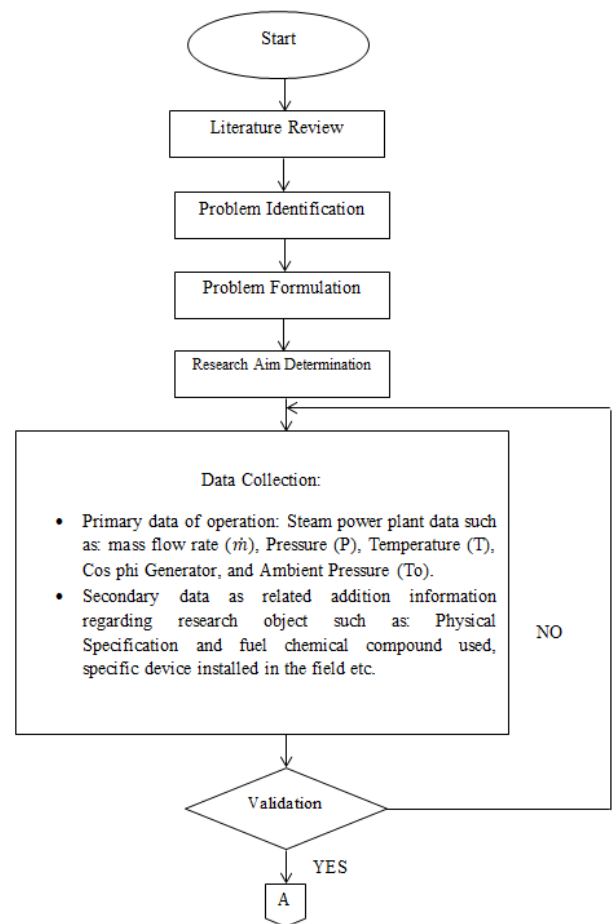 Start
Literature Review
Problem Identification
Problem Formulation
Research Aim Determination
Data Collection:
• Primary data of operation: Steam power plant data such
as: mass flow rate (ṁ), Pressure (P), Temperature (T),
Cos phi Generator, and Ambient Pressure (To).
• Secondary data as related addition information
regarding research object such as: Physical
Specification and fuel chemical compound used,
specific device installed in the field etc.
NO
Validation
YES
A